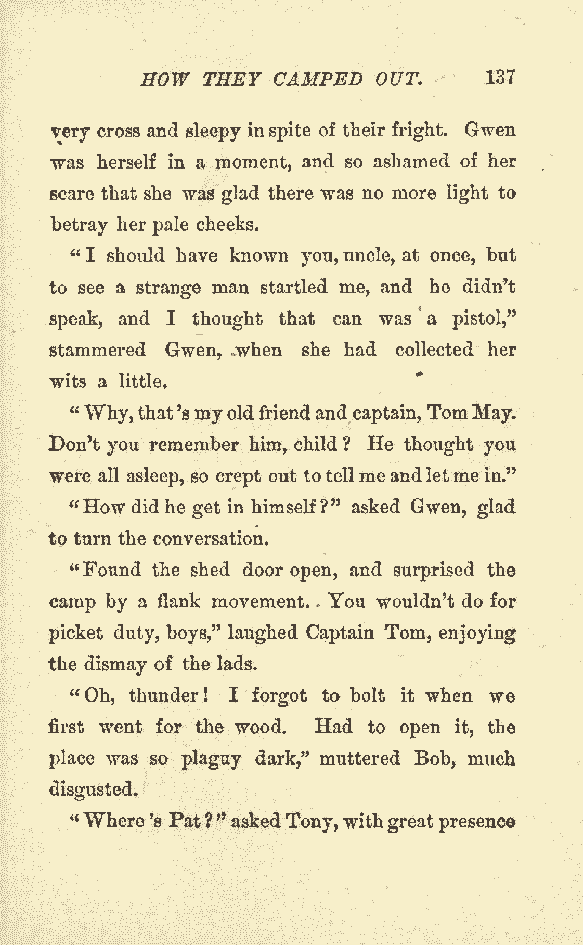 HOW THEY CAMPED OUT. 137
very cross and sleepy in spite of their fright. Gwen
was herself in a moment, and so ashamed of her
scare that she was glad there was no more light to
betray her pale cheeks.
“I should have known you, uncle, at once, but
to see a strange man startled me, and he didn’t
speak, and I thought that can was a pistol,”
stammered Gwen, when she had collected her
wits a little.
“Why, that’s my old friend and captain, Tom May.
Don’t you remember him, child? He thought you
were all asleep, so crept out to tell me and let me in.”
“How did he get in himself?” asked Gwen, glad
to turn the conversation.
“Found the shed door open, and surprised the
camp by a flank movement. You wouldn’t do for
picket duty, boys,” laughed Captain Tom, enjoying
the dismay of the lads.
“Oh, thunder! I forgot to bolt it when we
first went for the wood. Had to open it, the
place was so plaguy dark,” muttered Bob, much
disgusted.
“Where’s Pat?” asked Tony, with great presence